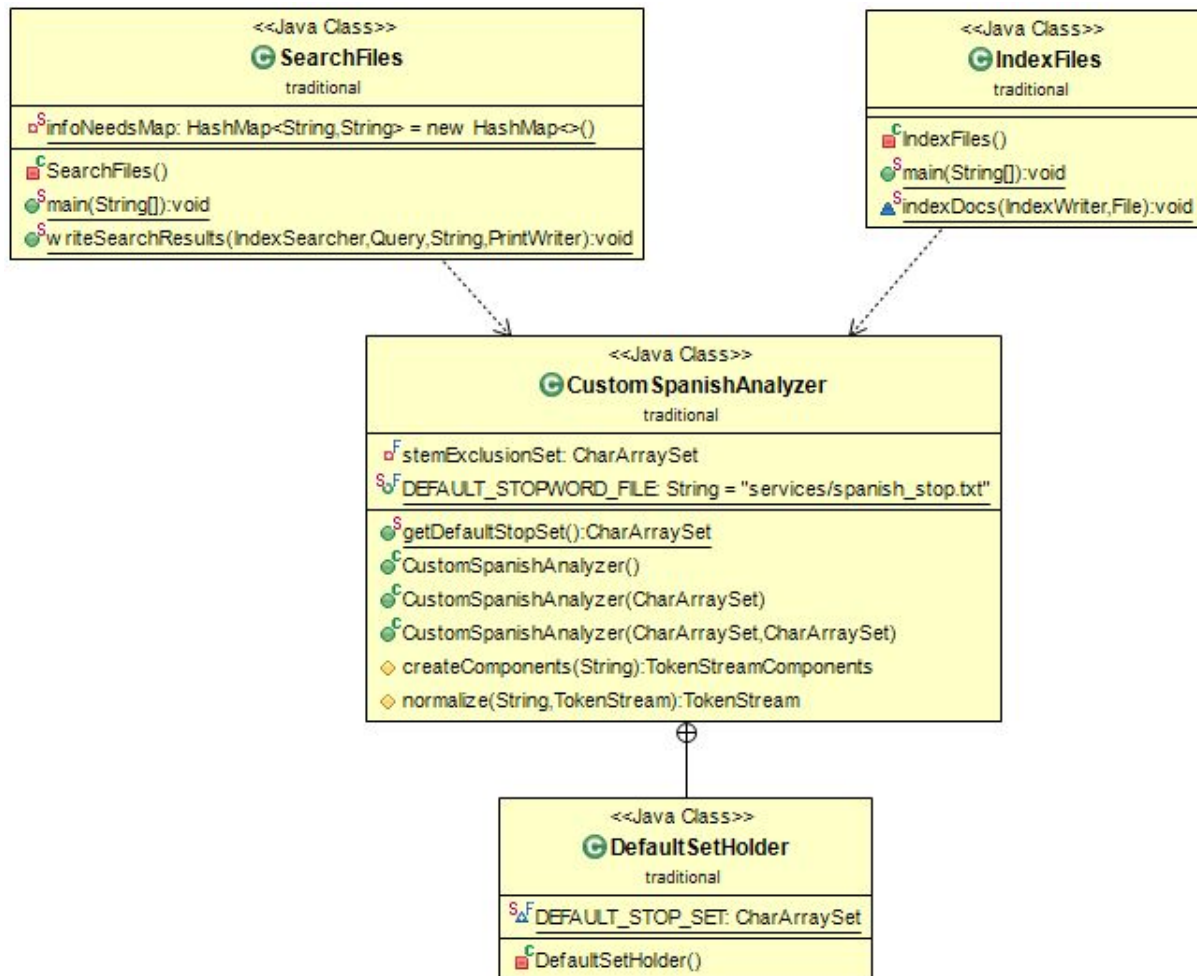 <<Java Class>>
SearchFiles
traditional
infoNeedsMap: HashMap<String,String> = new HashMap<>()
SearchFiles()
main(String[]):void
writeSearchResults(IndexSearcher,Query,String,PrintWriter):void
<<Java Class>>
IndexFiles
traditional
IndexFiles()
main(String[]):void
indexDocs(IndexWriter,File):void
<<Java Class>>
CustomSpanishAnalyzer
traditional
stemExclusionSet: CharArraySet
DEFAULT_STOPWORD_FILE: String = "services/spanish_stop.txt"
getDefaultStopSet():CharArraySet
CustomSpanishAnalyzer()
CustomSpanishAnalyzer(CharArraySet)
CustomSpanishAnalyzer(CharArraySet,CharArraySet)
createComponents(String):TokenStreamComponents
normalize(String,TokenStream):TokenStream
<<Java Class>>
DefaultSetHolder
traditional
DEFAULT_STOP_SET: CharArraySet
DefaultSetHolder()